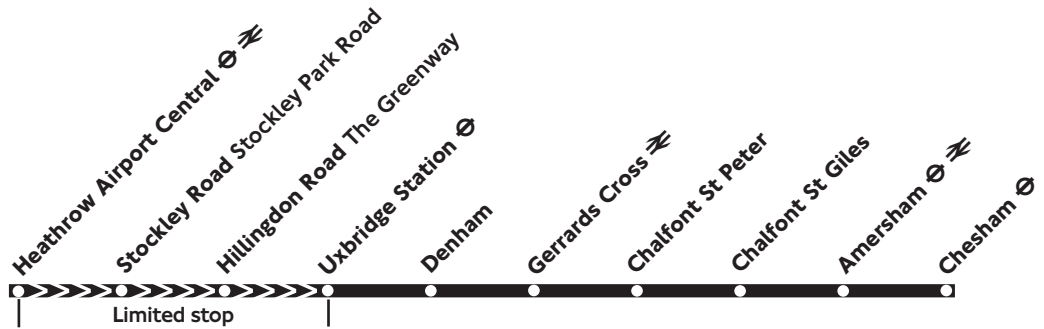 Heathrow Airport Central
Stockley Road Stockley Park Road
Hillingdon Road The Greenway
Uxbridge Station
Denham
Gerrards Cross
Chalfont St Peter
Chalfont St Giles
Amersham
Chesham
Limited stop